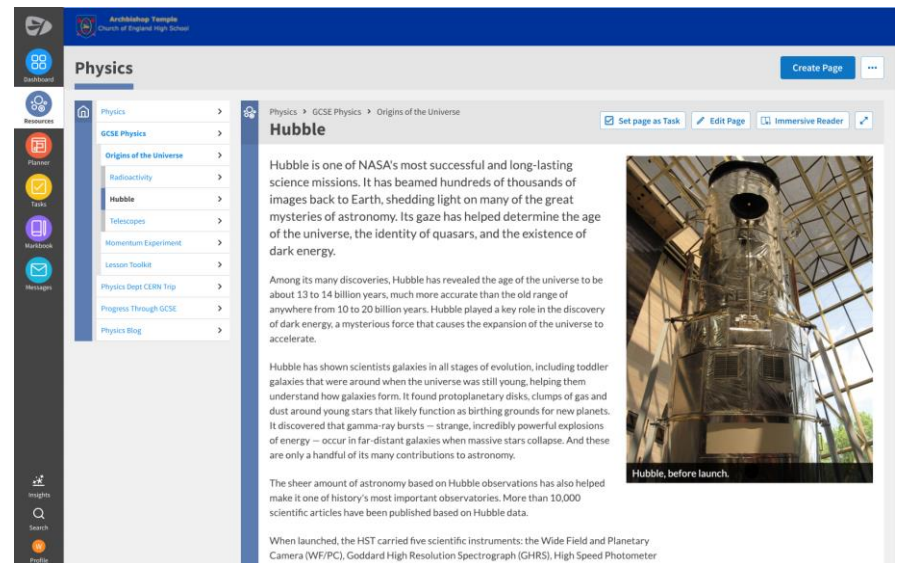 Archbishop Temple
Church of England High School
Dashboard
Resources
Planner
Tasks
Markbook
Messages
Insights
Search
W
Profile
Physics
Create Page
Physics
GCSE Physics
Origins of the Universe
Radioactivity
Hubble
Telescopes
Momentum Experiment
Lesson Toolkit
Physics Dept CERN Trip
Progress Through GCSE
Physics Blog
Physics > GCSE Physics > Origins of the Universe
Hubble
Set page as Task
Edit Page
Immersive Reader
Hubble is one of NASA's most successful and long-lasting
science missions. It has beamed hundreds of thousands of
images back to Earth, shedding light on many of the great
mysteries of astronomy. Its gaze has helped determine the age
of the universe, the identity of quasars, and the existence of
dark energy.
Among its many discoveries, Hubble has revealed the age of the universe to be
about 13 to 14 billion years, much more accurate than the old range of
anywhere from 10 to 20 billion years. Hubble played a key role in the discovery
of dark energy, a mysterious force that causes the expansion of the universe to
accelerate.
Hubble has shown scientists galaxies in all stages of evolution, including toddler
galaxies that were around when the universe was still young, helping them
understand how galaxies form. It found protoplanetary disks, clumps of gas and
dust around young stars that likely function as birthing grounds for new planets.
It discovered that gamma-ray bursts — strange, incredibly powerful explosions
of energy — occur in far-distant galaxies when massive stars collapse. And these
are only a handful of its many contributions to astronomy.
The sheer amount of astronomy based on Hubble observations has also helped
make it one of history's most important observatories. More than 10,000
scientific articles have been published based on Hubble data.
When launched, the HST carried five scientific instruments: the Wide Field and Planetary
Camera (WF/PC), Goddard High Resolution Spectrograph (GHRS), High Speed Photometer
Hubble, before launch.